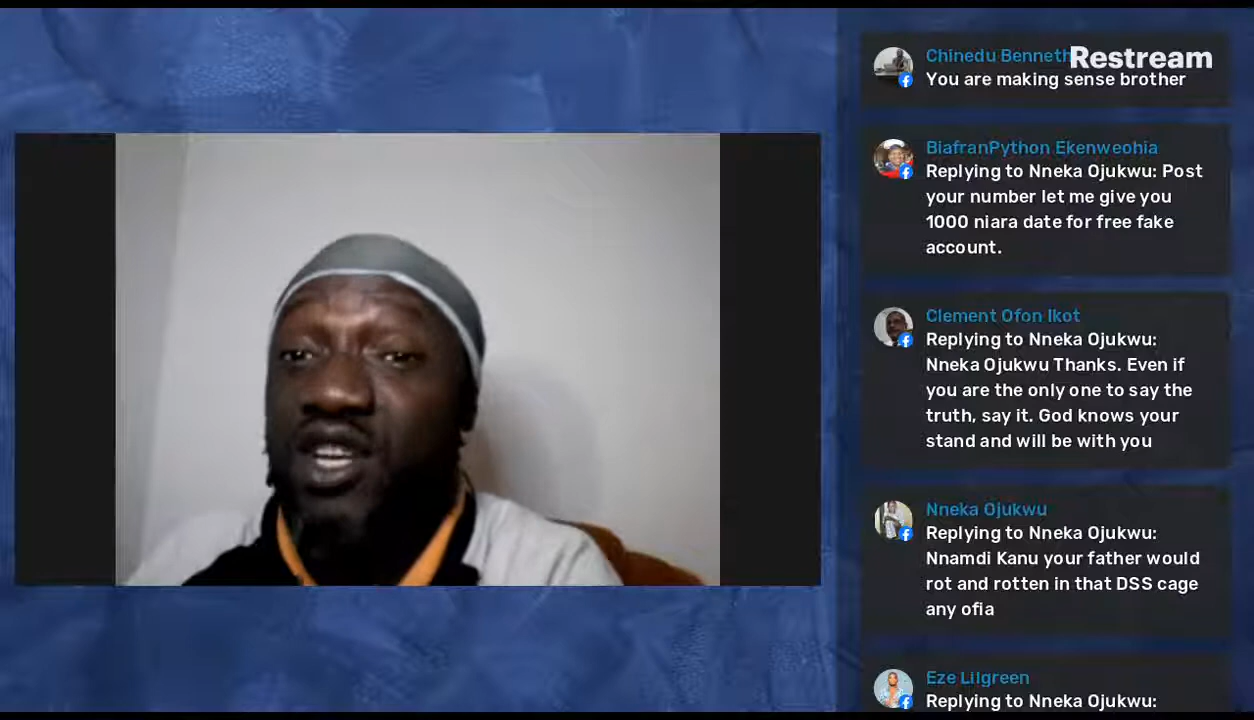 Chinedu Benneth
Restream
You are making sense brother
BiafranPython Ekenweohia
Replying to Nneka Ojukwu: Post
your number let me give you
1000 niara date for free fake
account.
Clement Ofon Ikot
Replying to Nneka Ojukwu:
Nneka Ojukwu Thanks. Even if
you are the only one to say the
truth, say it. God knows your
stand and will be with you
Nneka Ojukwu
Replying to Nneka Ojukwu:
Nnamdi Kanu your father would
rot and rotten in that DSS cage
any ofia
Eze Lilgreen
Replying to Nneka Ojukwu: